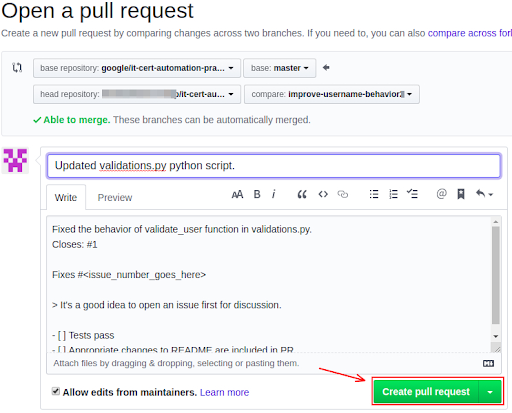 Open a pull request
Create a new pull request by comparing changes across two branches. If you need to, you can also compare across forl
base repository: google/it-cert-automation-pra...
base: master
head repository: /it-cert-au...
compare: improve-username-behavior
Able to merge. These branches can be automatically merged.
Updated validations.py python script.
Write
Preview
AA B i
Fixed the behavior of validate_user function in validations.py.
Closes: #1
Fixes #<issue_number_goes_here>
> It's a good idea to open an issue first for discussion.
- [ ] Tests pass
- [ ] Appropriate changes to README are included in PR
Attach files by dragging & dropping, selecting or pasting them.
Allow edits from maintainers. Learn more
Create pull request